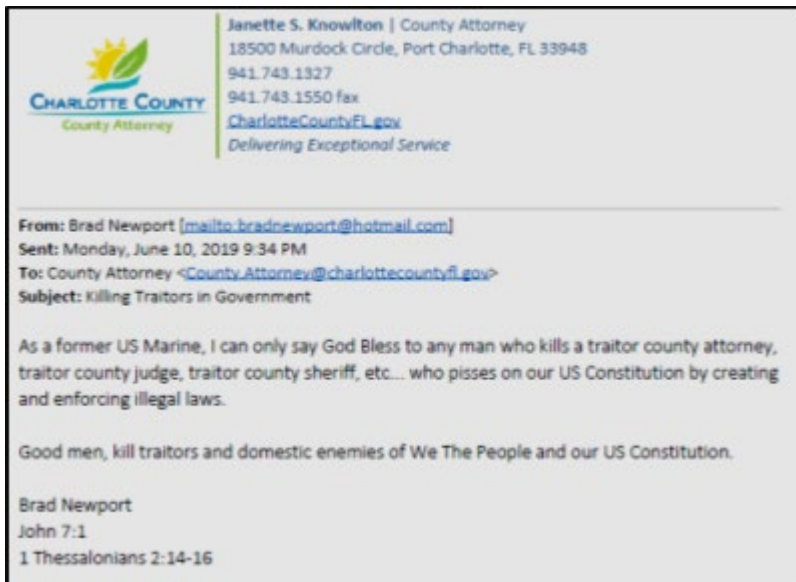 CHARLOTTE COUNTY
County Attorney
Janette S. Knowlton | County Attorney
18500 Murdock Circle, Port Charlotte, FL 33948
941.743.1327
941.743.1550 fax
CharlotteCountyFL.gov
Delivering Exceptional Service
From: Brad Newport [mailto:bradnewport@hotmail.com]
Sent: Monday, June 10, 2019 9:34 PM
To: County Attorney <County.Attorney@charlottecountyfl.gov>
Subject: Killing Traitors in Government
As a former US Marine, I can only say God Bless to any man who kills a traitor county attorney,
traitor county judge, traitor county sheriff, etc... who pisses on our US Constitution by creating
and enforcing illegal laws.
Good men, kill traitors and domestic enemies of We The People and our US Constitution.
Brad Newport
John 7:1
1 Thessalonians 2:14-16